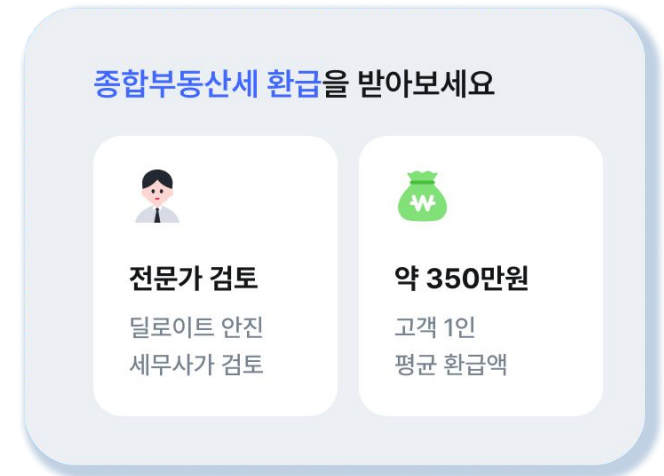 종합부동산세 환급을 받아보세요
전문가 검토
딜로이트 안진
세무사가 검토
₩
약 350만원
고객 1인
평균 환급액